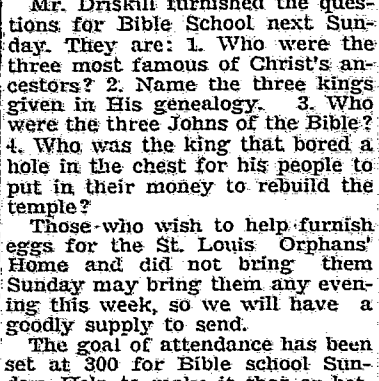 Mr. Driskill furnished the ques-
tions for Bible School next Sun-
day. They are: 1. Who were the
three most famous of Christ's an-
cestors? 2. Name the three kings
given in His genealogy. 3. Who
were the three Johns of the Bible?
4. Who was the king that bored a
hole in the chest for his people to
put in their money to rebuild the
temple?
Those who wish to help furnish
eggs for the St. Louis Orphans'
Home and did not bring them
Sunday may bring them any even-
ing this week, so we will have a
goodly supply to send.
The goal of attendance has been
set at 300 for Bible school Sun-